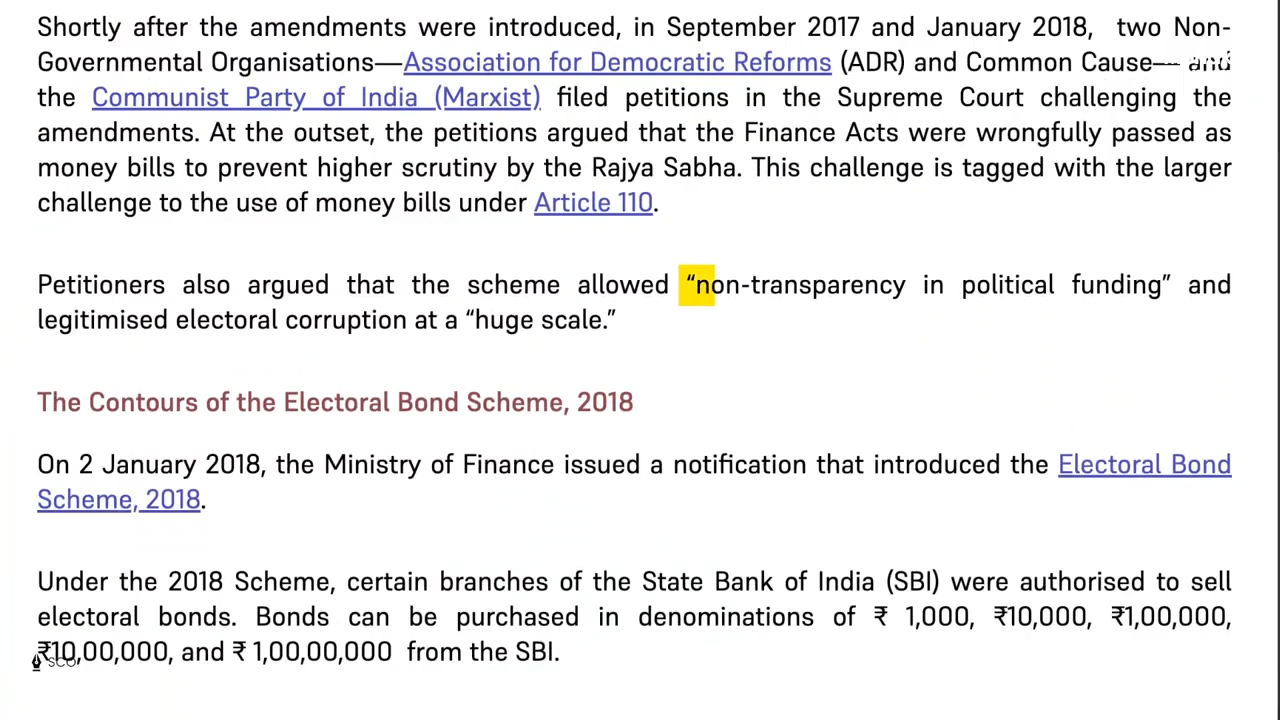 Shortly after the amendments were introduced, in September 2017 and January 2018, two Non-
Governmental Organisations—Association for Democratic Reforms (ADR) and Common Cause— and
the Communist Party of India (Marxist) filed petitions in the Supreme Court challenging the
amendments. At the outset, the petitions argued that the Finance Acts were wrongfully passed as
money bills to prevent higher scrutiny by the Rajya Sabha. This challenge is tagged with the larger
challenge to the use of money bills under Article 110.
Petitioners also argued that the scheme allowed “non-transparency in political funding” and
legitimised electoral corruption at a “huge scale.”
The Contours of the Electoral Bond Scheme, 2018
On 2 January 2018, the Ministry of Finance issued a notification that introduced the Electoral Bond
Scheme, 2018.
Under the 2018 Scheme, certain branches of the State Bank of India (SBI) were authorised to sell
electoral bonds. Bonds can be purchased in denominations of ₹ 1,000, ₹10,000, ₹1,00,000,
₹10,00,000, and ₹ 1,00,00,000 from the SBI.
SCO